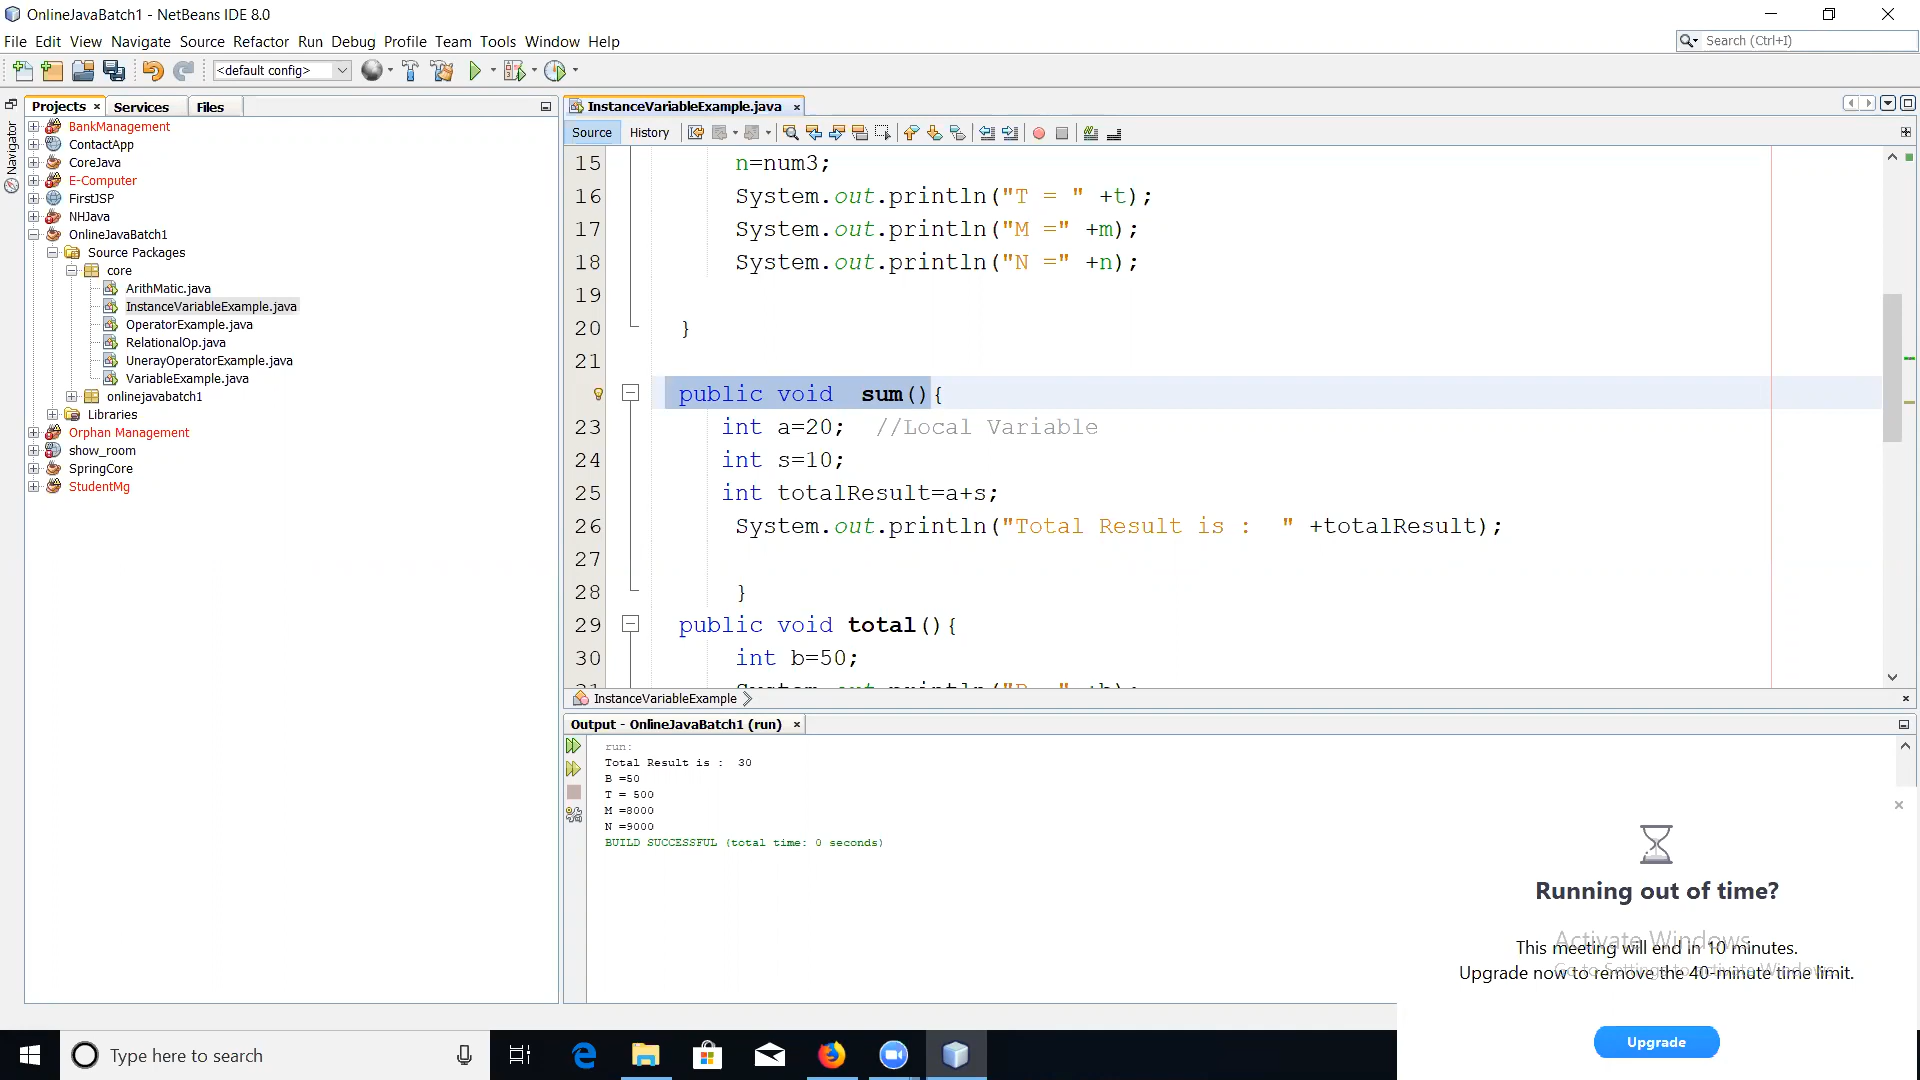 OnlineJavaBatch1 - NetBeans IDE 8.0
File Edit View Navigate Source Refactor Run Debug Profile Team Tools Window Help
Search (Ctrl+I)
<default config>
Projects
Services
Files
Navigator
BankManagement
ContactApp
CoreJava
E-Computer
FirstJSP
NHJava
OnlineJavaBatch1
Source Packages
core
ArithMatic.java
InstanceVariableExample.java
OperatorExample.java
RelationalOp.java
UnerayOperatorExample.java
VariableExample.java
onlinejavabatch1
Libraries
Orphan Management
show_room
SpringCore
StudentMg
InstanceVariableExample.java
Source History
15 n=num3;
16 System.out.println("T = " +t);
17 System.out.println("M =" +m);
18 System.out.println("N =" +n);
19
20 }
21
public void  sum(){
23 int a=20;  //Local Variable
24 int s=10;
25 int totalResult=a+s;
26 System.out.println("Total Result is :  " +totalResult);
27
28 }
29 public void total(){
30 int b=50;
InstanceVariableExample
Output - OnlineJavaBatch1 (run)
run:
Total Result is :  30
B =50
T = 500
M =8000
N =9000
BUILD SUCCESSFUL (total time: 0 seconds)
Running out of time?
Activate Windows
This meeting will end in 10 minutes.
Upgrade now to remove the 40-minute time limit.
Upgrade
Type here to search